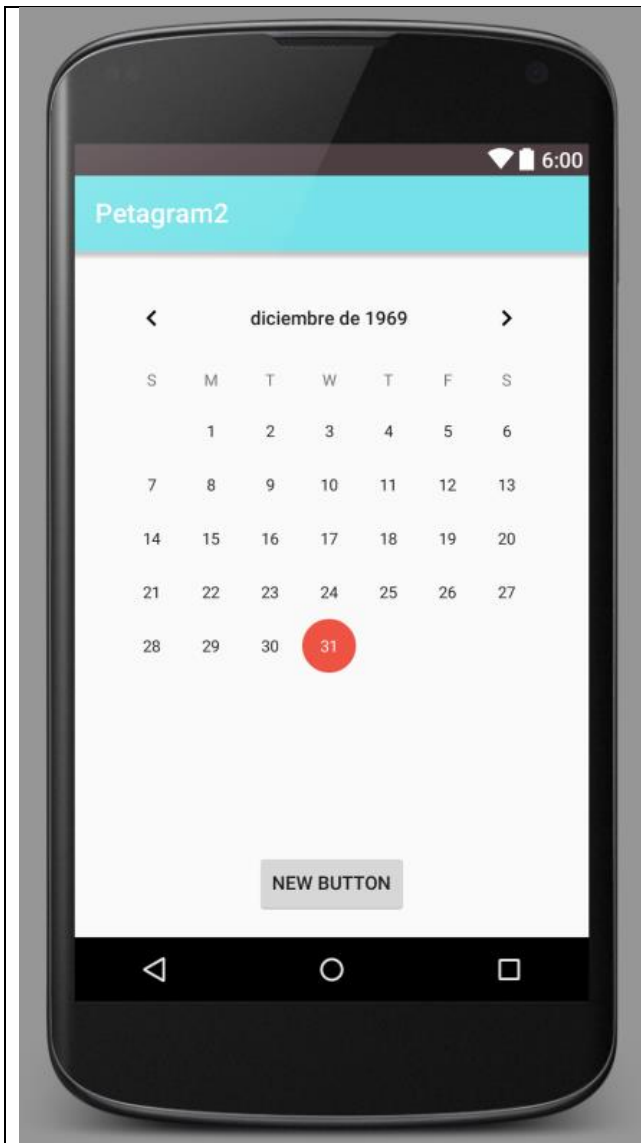 6:00
Petagram2
diciembre de 1969
S M T W T F S
1 2 3 4 5 6
7 8 9 10 11 12 13
14 15 16 17 18 19 20
21 22 23 24 25 26 27
28 29 30 31
NEW BUTTON